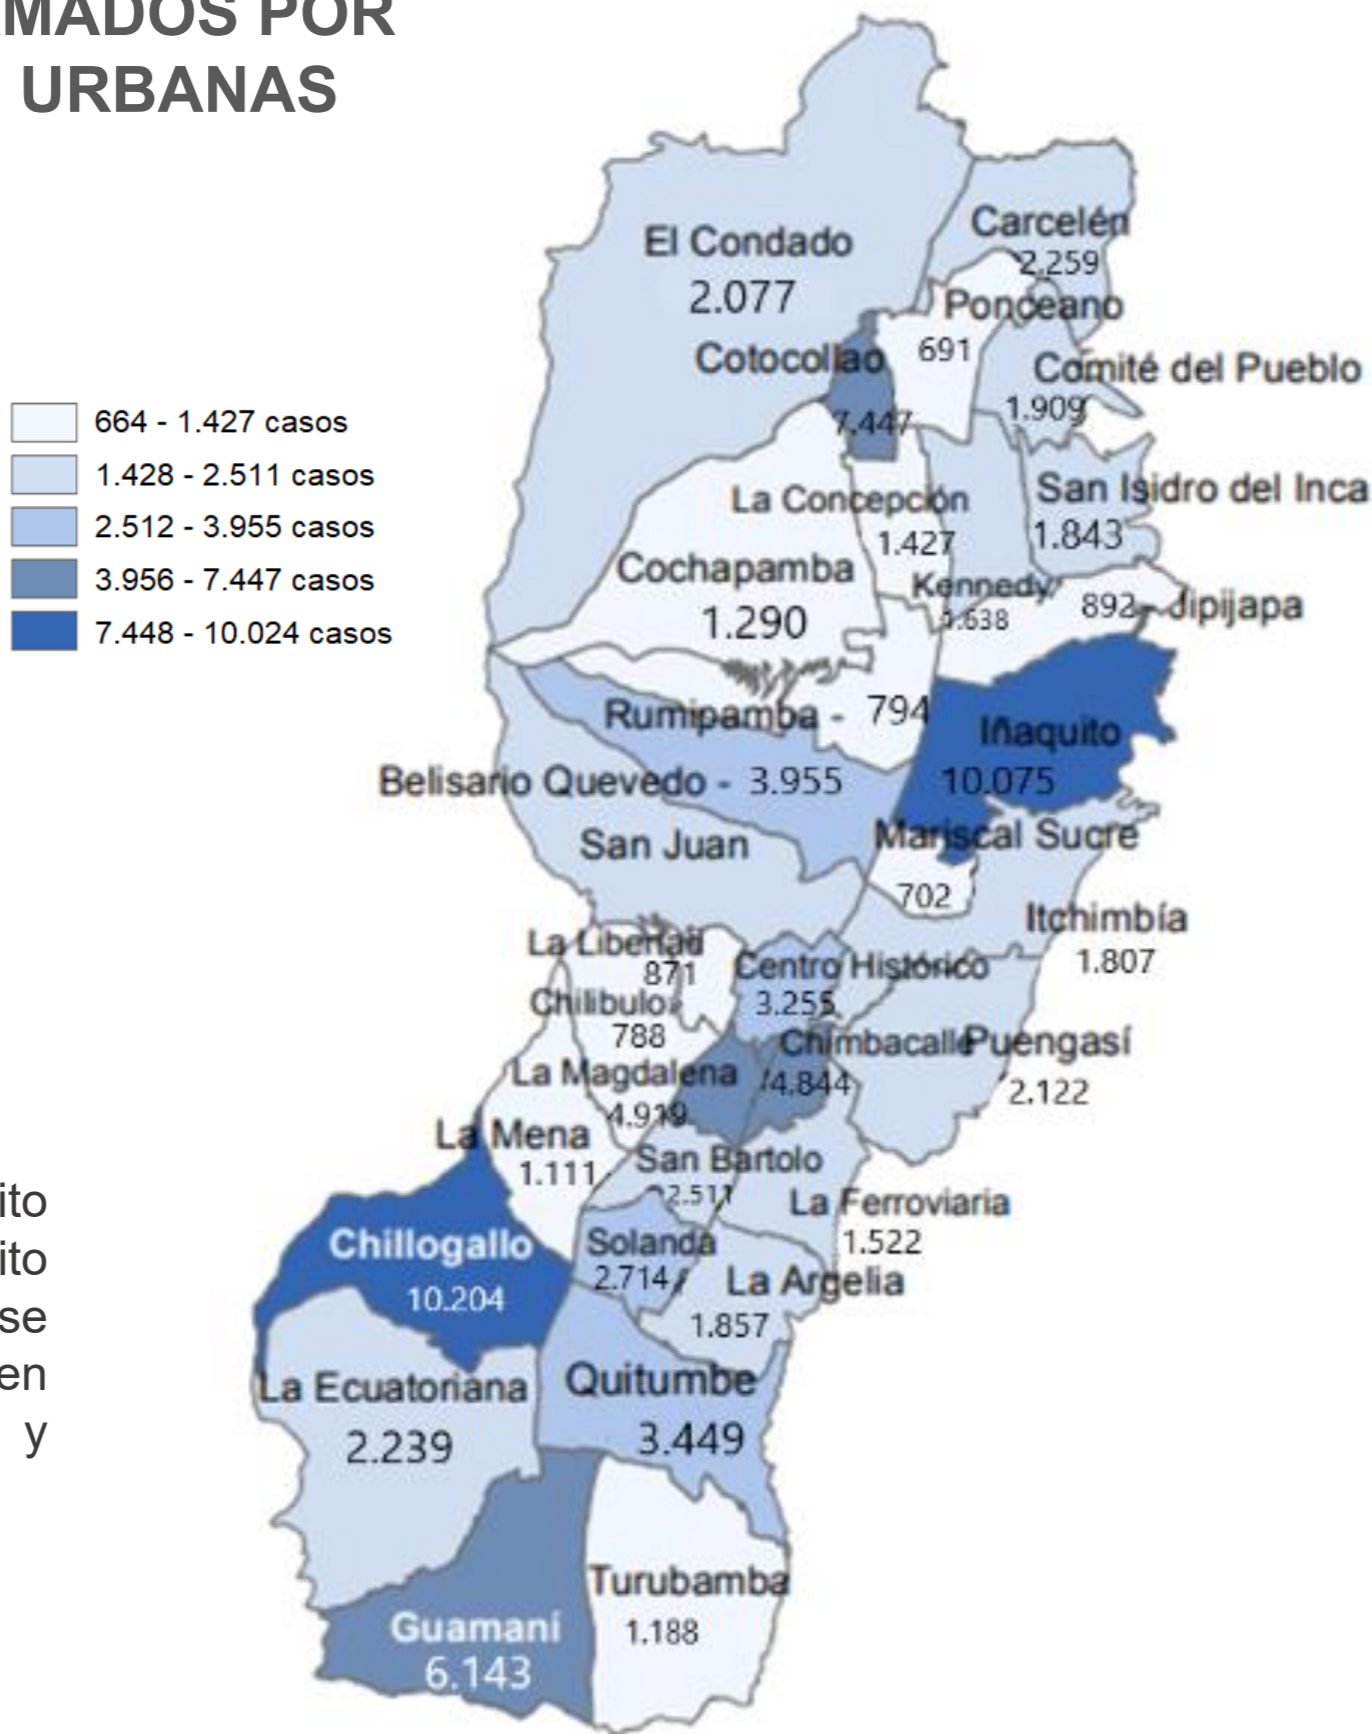 AMADOS POR
URBANAS
664 - 1.427 casos
1.428 - 2.511 casos
2.512 - 3.955 casos
3.956 - 7.447 casos
7.448 - 10.024 casos
El Condado
2.077
Carcelén
2.259
Ponceano
691
Cotocollao
7.447
Comité del Pueblo
1.909
La Concepción
1.427
San Isidro del Inca
1.843
Cochapamba
1.290
Kennedy
1.638
892 - Jipijapa
Rumipamba - 794
Iñaquito
10.075
Belisario Quevedo - 3.955
San Juan
Mariscal Sucre
702
Itchimbía
1.807
La Libertad
871
Centro Histórico
3.255
Chilibulo
788
Chimbacalle
4.844
Puengasí
2.122
La Magdalena
4.919
La Mena
1.111
San Bartolo
2.511
La Ferroviaria
1.522
Chillogallo
10.204
Solanda
2.714
La Argelia
1.857
La Ecuatoriana
2.239
Quitumbe
3.449
Guamaní
6.143
Turubamba
1.188
ito
ito
se
en
y